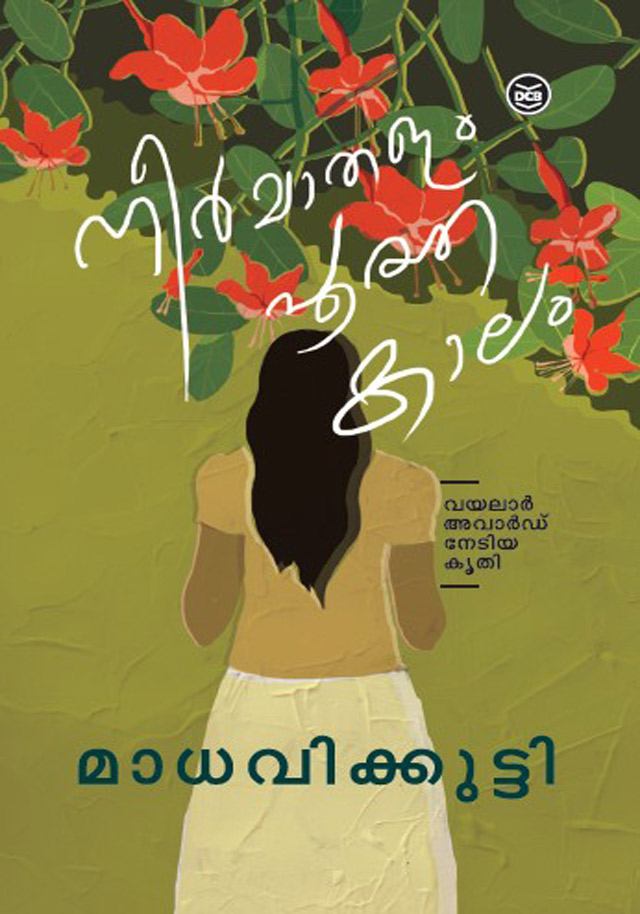 DCB
നീർമാതളം
പൂത്ത
കാലം
വയലാർ
അവാർഡ്
നേടിയ
കൃതി
മാധവിക്കുട്ടി